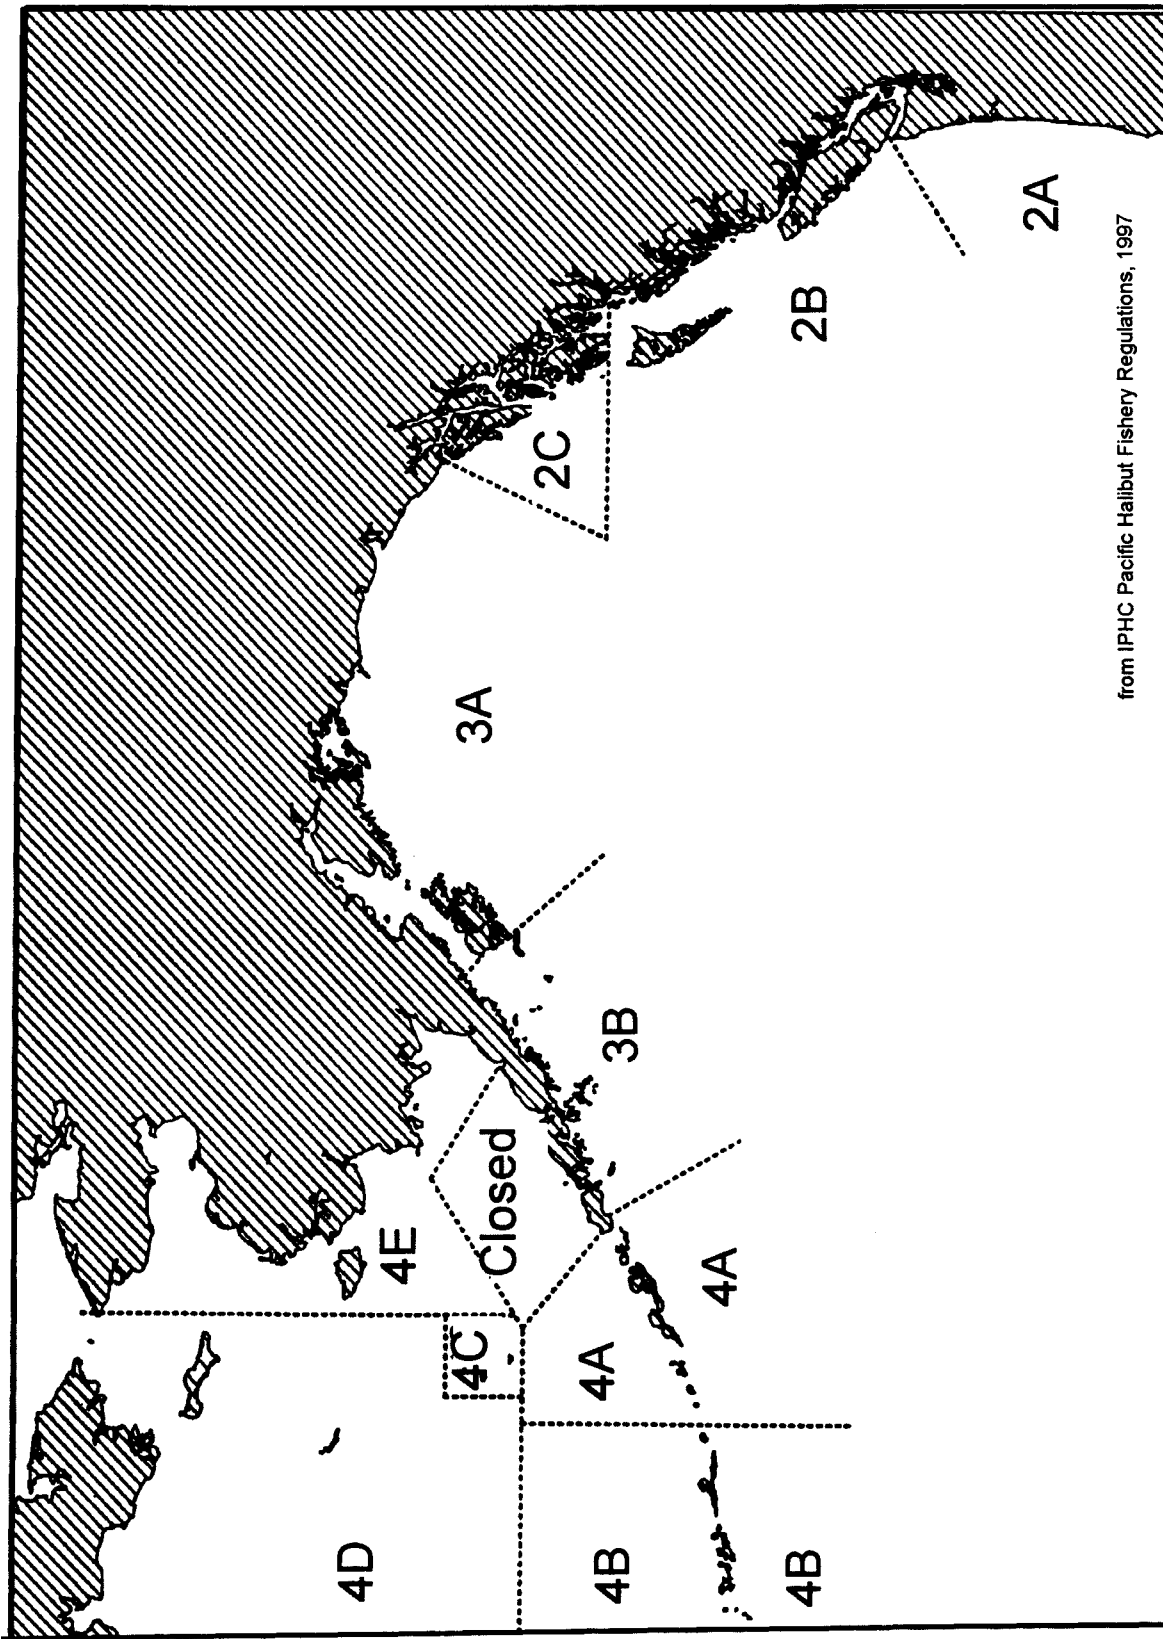 4D
4E
4C
Closed
4B
4A
4B
4A
3B
3A
2C
2B
2A
from IPHC Pacific Halibut Fishery Regulations, 1997